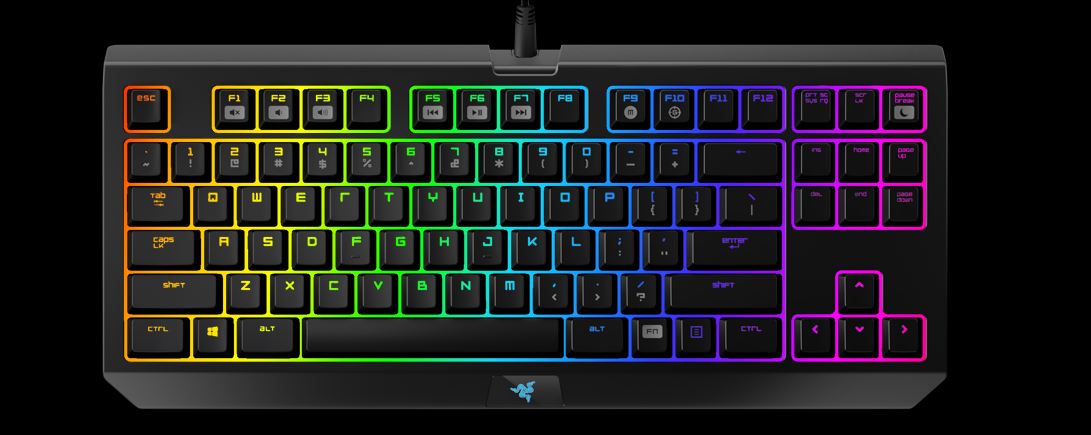 esc F1 F2 F3 F4 F5 F6 F7 F8 F9 F10 F11 F12 prt sc scr pause
sys rq lk break
` 1 2 3 4 5 6 7 8 9 0 - = ← ins home page
up
~ ! @ # $ % ^ & * ( ) _ +
Tab Q W E R T Y U I O P [ ] \ del end page
down
{ } |
caps A S D F G H J K L ; ' enter
LK : "
shift Z X C V B N M , . / shift ^
< > ?
CTRL ALT ALT FN CTRL < v >